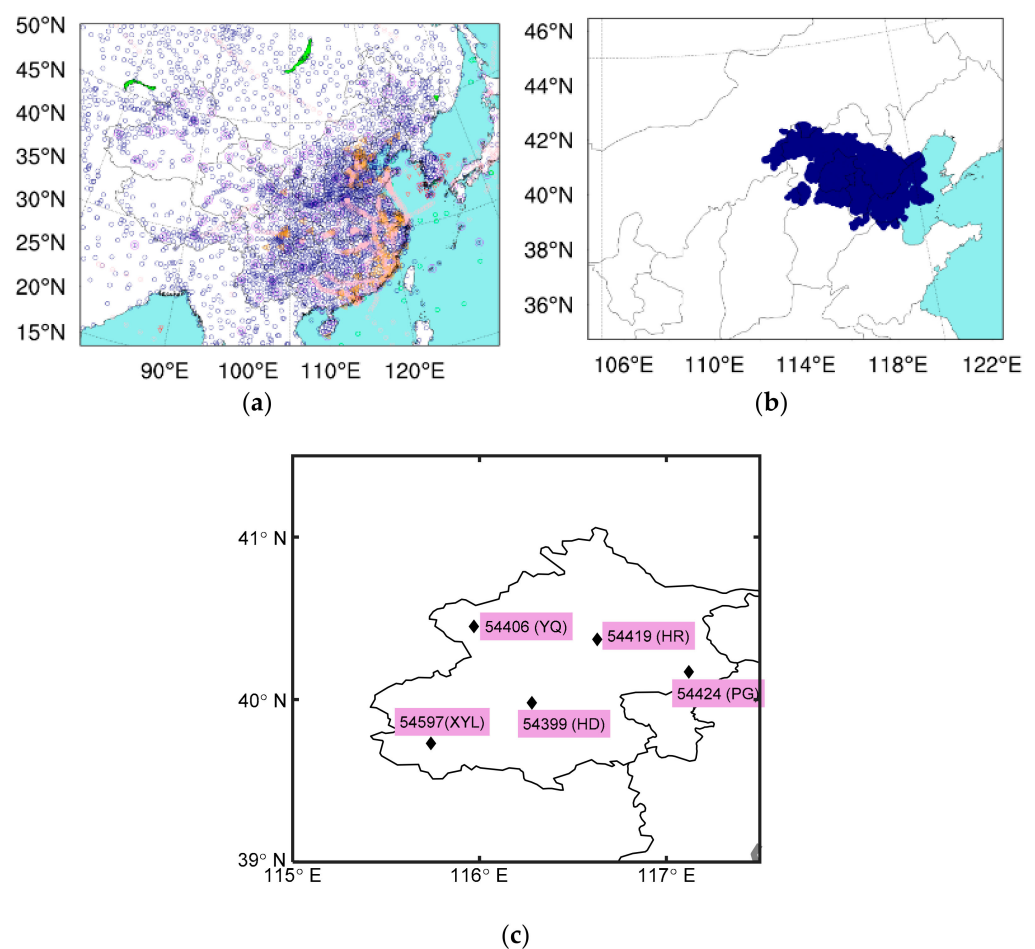 50°N
45°N
40°N
35°N
30°N
25°N
20°N
15°N
90°E 100°E 110°E 120°E
(a)
46°N
44°N
42°N
40°N
38°N
36°N
106°E 110°E 114°E 118°E 122°E
(b)
41° N
40° N
39° N
54406 (YQ)
54419 (HR)
54424 (PG)
54597(XYL)
54399 (HD)
115° E 116° E 117° E
(c)